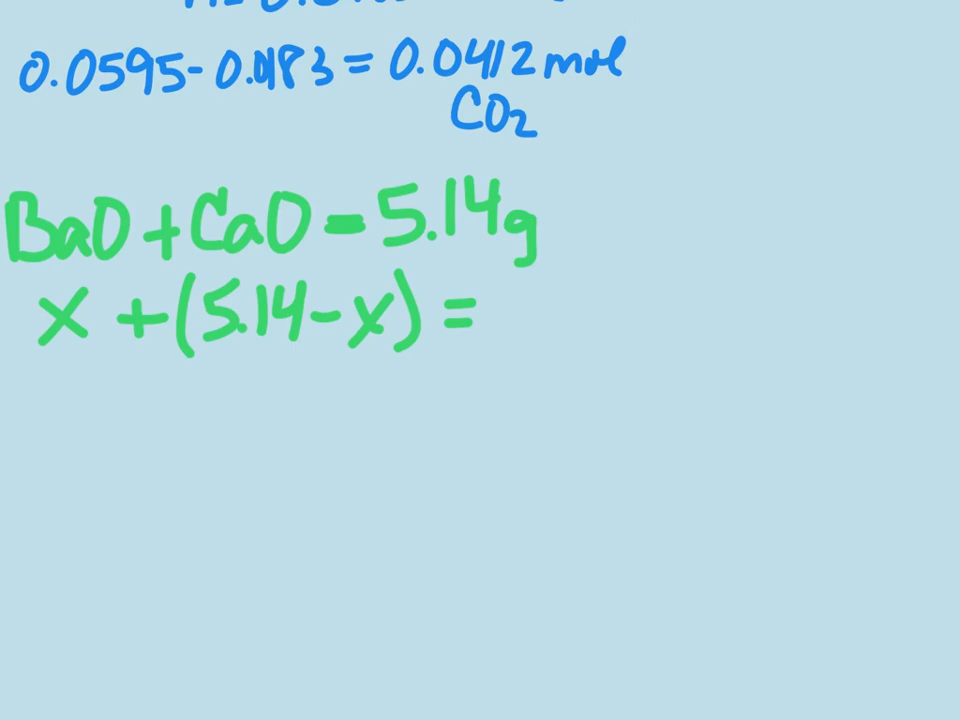 0.0595-0.0183=0.0412 mol
CO₂
BaO+CaO=5.14g
x+(5.14-x)=